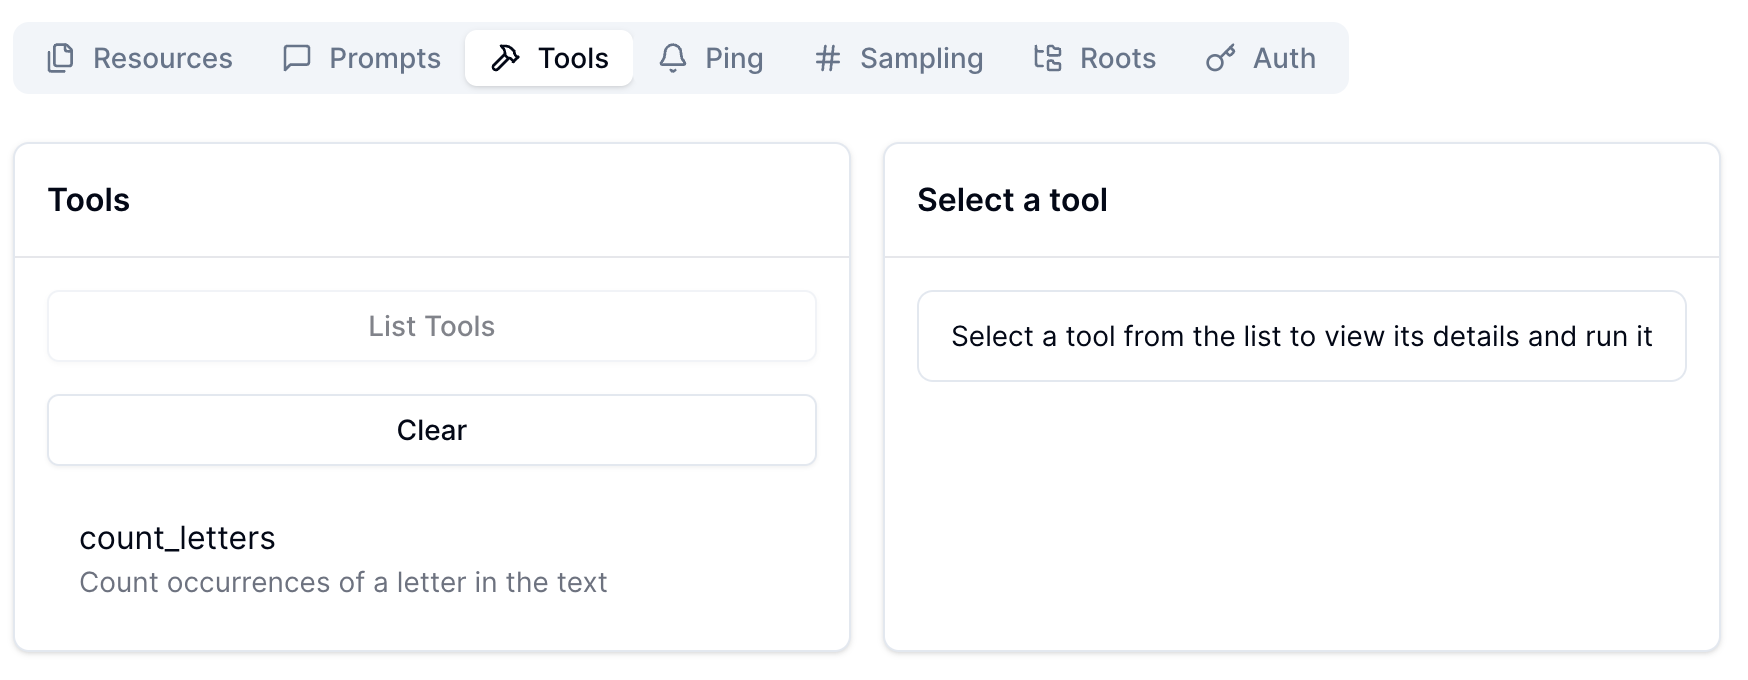 Resources Prompts Tools Ping Sampling Roots Auth
Tools
List Tools
Clear
count_letters
Count occurrences of a letter in the text
Select a tool
Select a tool from the list to view its details and run it